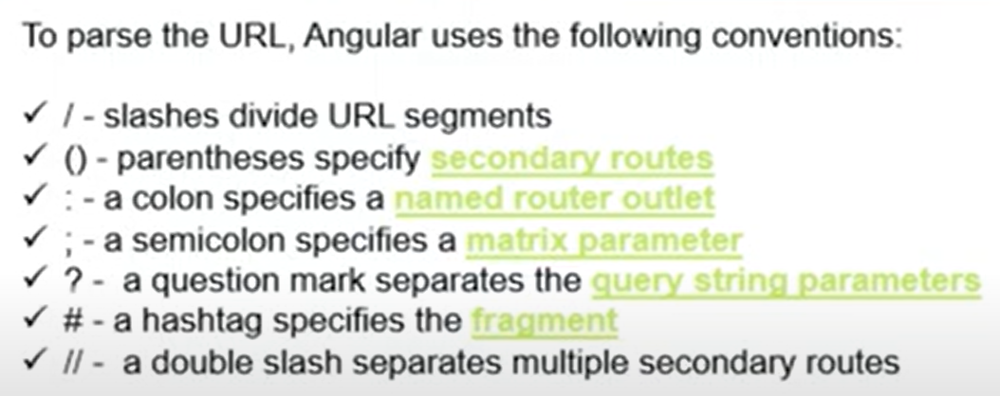 To parse the URL, Angular uses the following conventions:
✓ / - slashes divide URL segments
✓ () - parentheses specify secondary routes
✓ : - a colon specifies a named router outlet
✓ ; - a semicolon specifies a matrix parameter
✓ ? - a question mark separates the query string parameters
✓ # - a hashtag specifies the fragment
✓ // - a double slash separates multiple secondary routes